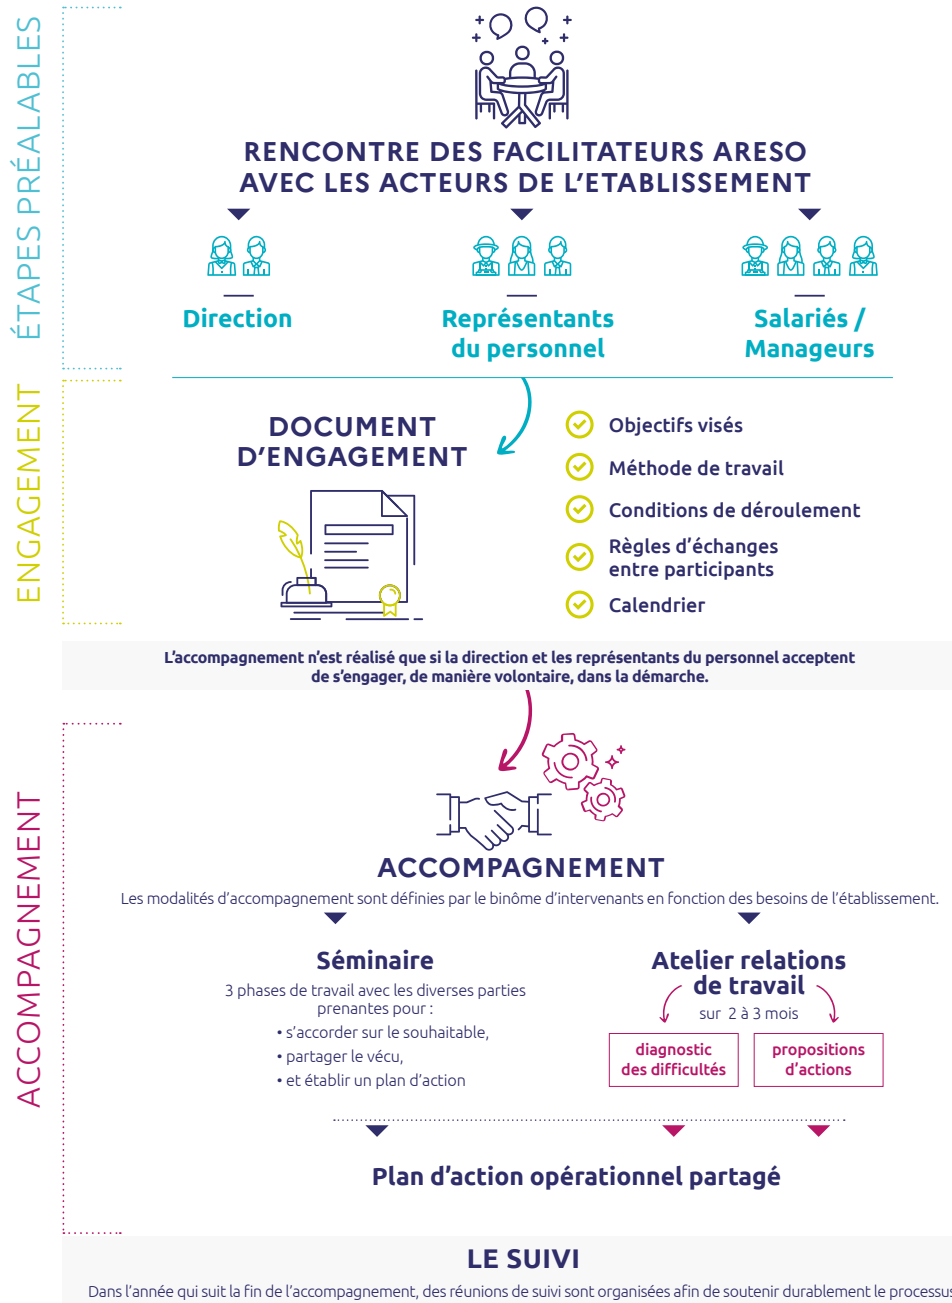 ÉTAPES PRÉALABLES
RENCONTRE DES FACILITATEURS ARESO
AVEC LES ACTEURS DE L’ETABLISSEMENT
Direction
Représentants
du personnel
Salariés /
Manageurs
ENGAGEMENT
DOCUMENT
D’ENGAGEMENT
Objectifs visés
Méthode de travail
Conditions de déroulement
Règles d’échanges
entre participants
Calendrier
L’accompagnement n’est réalisé que si la direction et les représentants du personnel acceptent
de s’engager, de manière volontaire, dans la démarche.
ACCOMPAGNEMENT
ACCOMPAGNEMENT
Les modalités d’accompagnement sont définies par le binôme d’intervenants en fonction des besoins de l’établissement.
Séminaire
3 phases de travail avec les diverses parties
prenantes pour :
• s’accorder sur le souhaitable,
• partager le vécu,
• et établir un plan d’action
Atelier relations
de travail
sur 2 à 3 mois
diagnostic
des difficultés
propositions
d’actions
Plan d’action opérationnel partagé
LE SUIVI
Dans l’année qui suit la fin de l’accompagnement, des réunions de suivi sont organisées afin de soutenir durablement le processus.